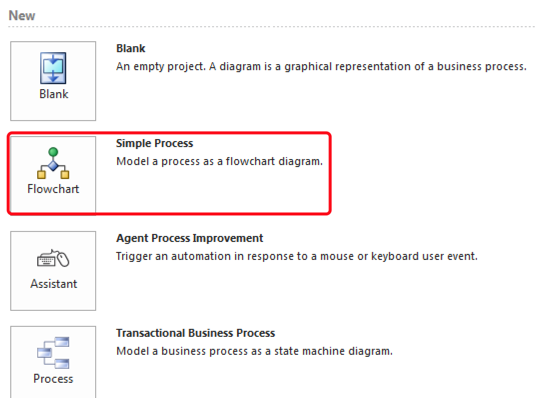 New
Blank
An empty project. A diagram is a graphical representation of a business process.
Blank
Simple Process
Model a process as a flowchart diagram.
Flowchart
Agent Process Improvement
Trigger an automation in response to a mouse or keyboard user event.
Assistant
Transactional Business Process
Model a business process as a state machine diagram.
Process